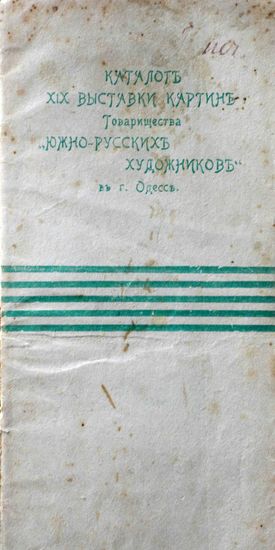 КАТАЛОГЪ
XIX ВЫСТАВКИ КАРТИНЪ
Товарищества
„ЮЖНО-РУССКИХЪ
ХУДОЖНИКОВЪ“
въ г. Одессѣ.